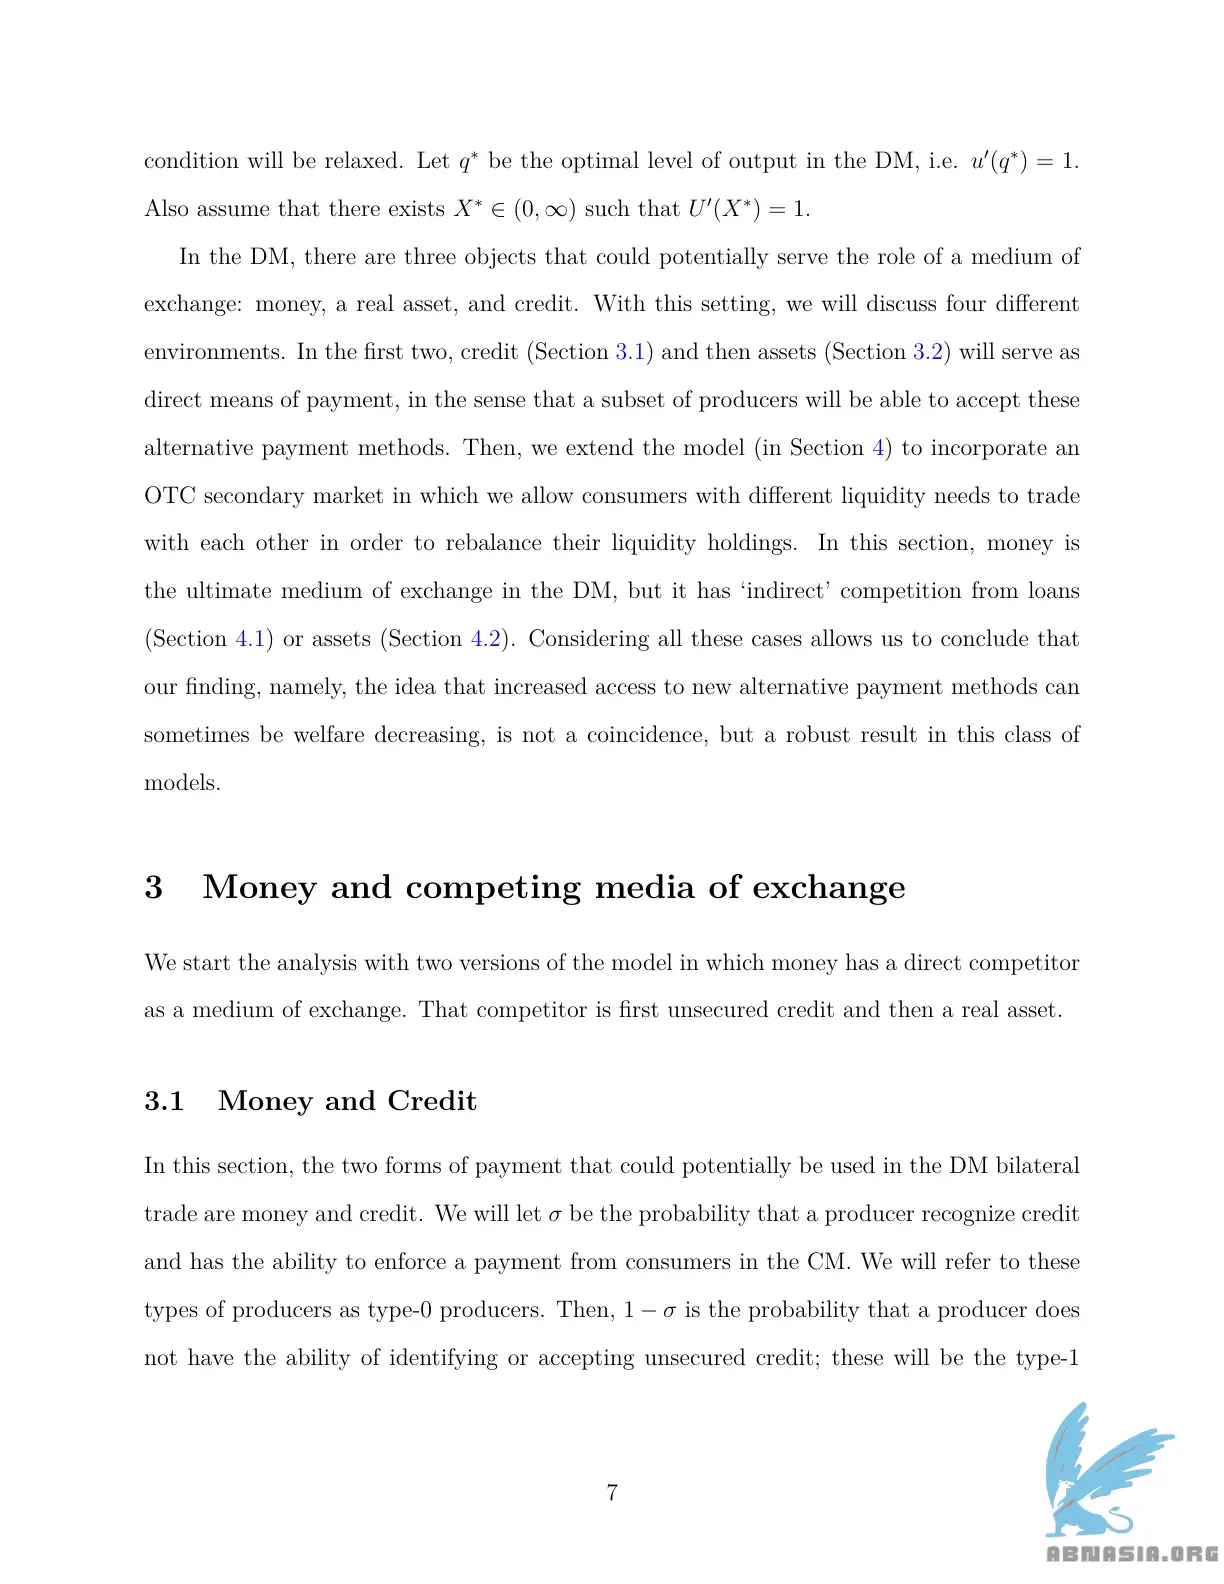 condition will be relaxed. Let q* be the optimal level of output in the DM, i.e. u′(q*) = 1.
Also assume that there exists X* ∈ (0, ∞) such that U′(X*) = 1.
In the DM, there are three objects that could potentially serve the role of a medium of
exchange: money, a real asset, and credit. With this setting, we will discuss four different
environments. In the first two, credit (Section 3.1) and then assets (Section 3.2) will serve as
direct means of payment, in the sense that a subset of producers will be able to accept these
alternative payment methods. Then, we extend the model (in Section 4) to incorporate an
OTC secondary market in which we allow consumers with different liquidity needs to trade
with each other in order to rebalance their liquidity holdings. In this section, money is
the ultimate medium of exchange in the DM, but it has ‘indirect’ competition from loans
(Section 4.1) or assets (Section 4.2). Considering all these cases allows us to conclude that
our finding, namely, the idea that increased access to new alternative payment methods can
sometimes be welfare decreasing, is not a coincidence, but a robust result in this class of
models.
3 Money and competing media of exchange
We start the analysis with two versions of the model in which money has a direct competitor
as a medium of exchange. That competitor is first unsecured credit and then a real asset.
3.1 Money and Credit
In this section, the two forms of payment that could potentially be used in the DM bilateral
trade are money and credit. We will let σ be the probability that a producer recognize credit
and has the ability to enforce a payment from consumers in the CM. We will refer to these
types of producers as type-0 producers. Then, 1 − σ is the probability that a producer does
not have the ability of identifying or accepting unsecured credit; these will be the type-1
7
ABNASIA.ORG